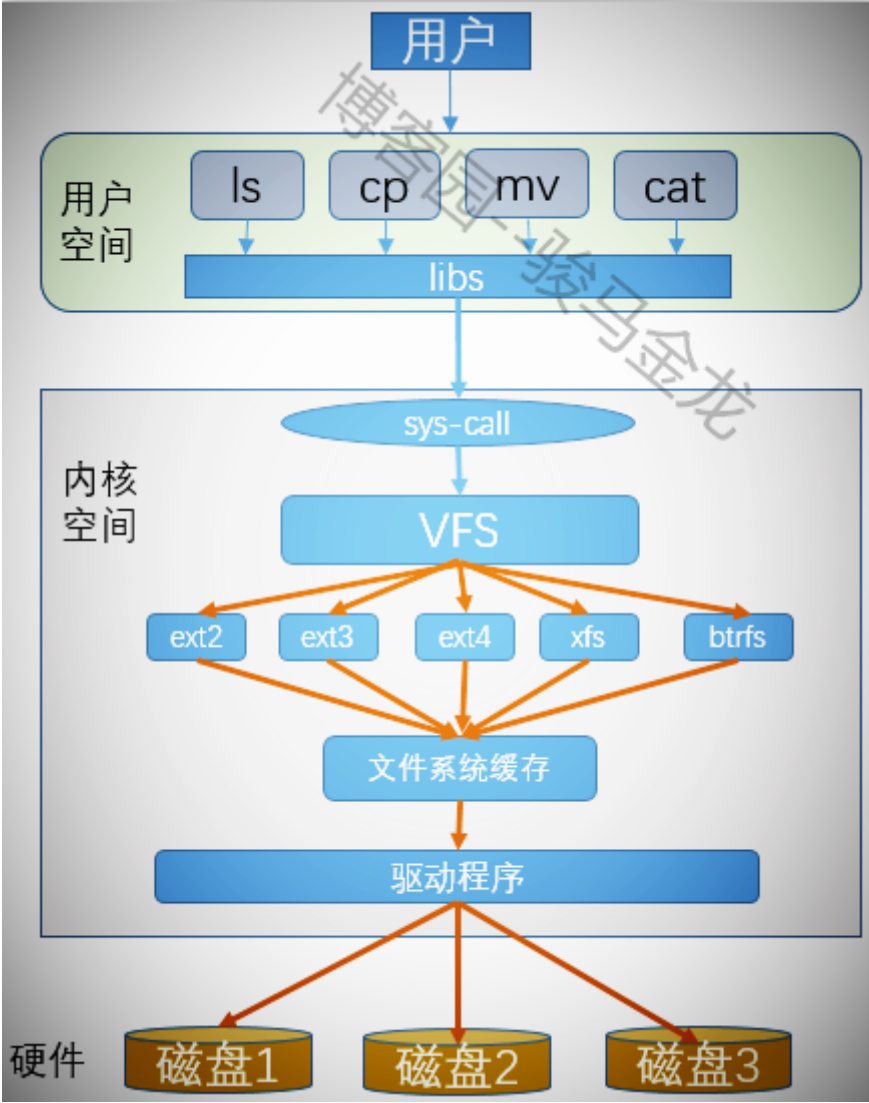 用户
博客园--骏马金龙
用户
空间
ls
cp
mv
cat
libs
内核
空间
sys-call
VFS
ext2
ext3
ext4
xfs
btrfs
文件系统缓存
驱动程序
硬件
磁盘1
磁盘2
磁盘3